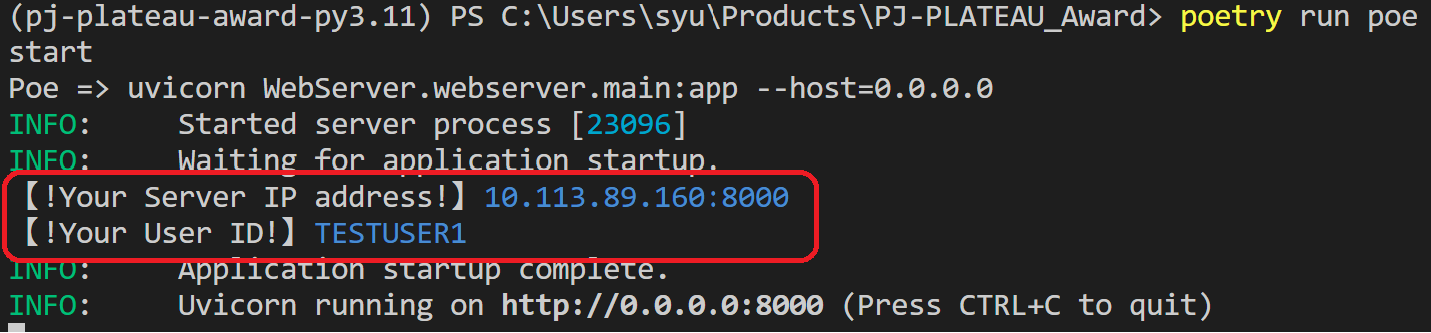 (pj-plateau-award-py3.11) PS C:\Users\syu\Products\PJ-PLATEAU_Award> poetry run poe
start
Poe => uvicorn WebServer.webserver.main:app --host=0.0.0.0
INFO:     Started server process [23096]
INFO:     Waiting for application startup.
【!Your Server IP address!】10.113.89.160:8000
【!Your User ID!】TESTUSER1
INFO:     Application startup complete.
INFO:     Uvicorn running on http://0.0.0.0:8000 (Press CTRL+C to quit)